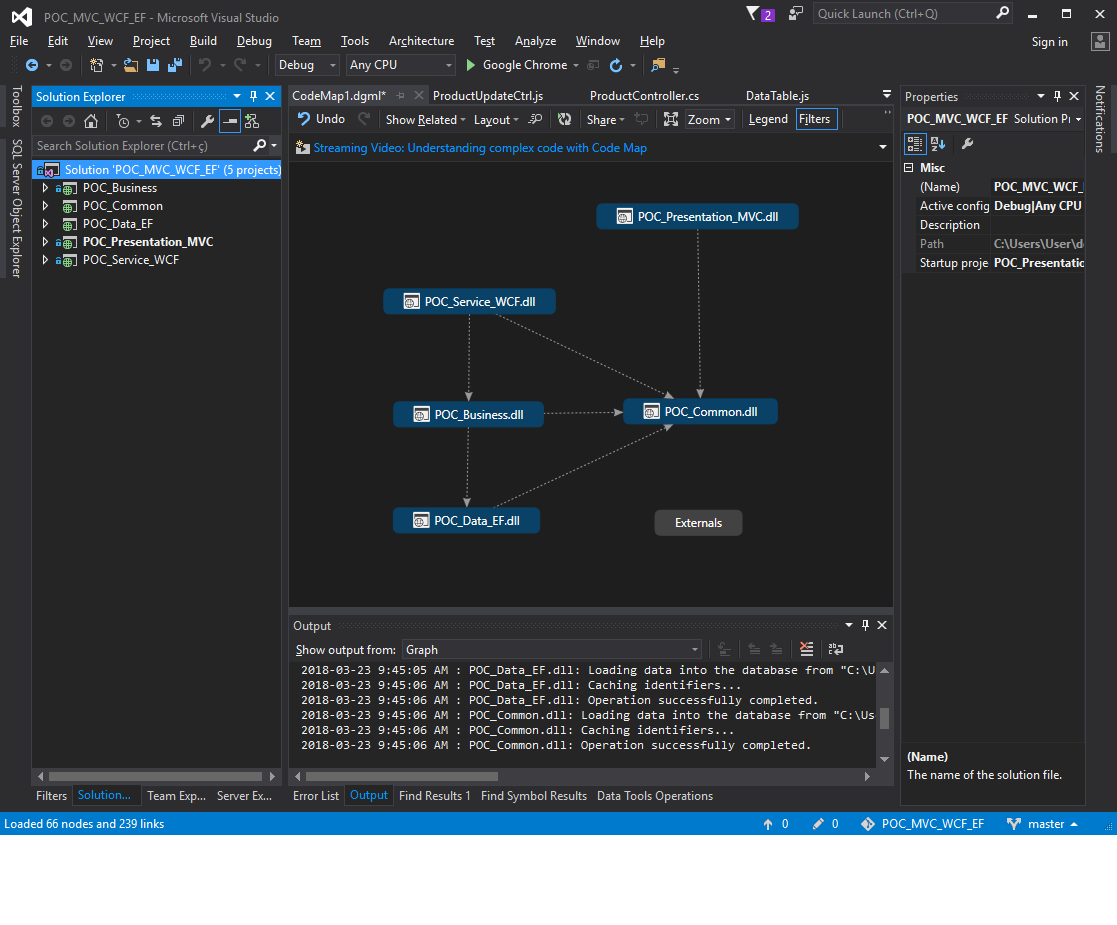 POC_MVC_WCF_EF - Microsoft Visual Studio
2
Quick Launch (Ctrl+Q)
File Edit View Project Build Debug Team Tools Architecture Test Analyze Window Help
Sign in
Debug Any CPU Google Chrome
Toolbox
SQL Server Object Explorer
Solution Explorer
Search Solution Explorer (Ctrl+ç)
Solution 'POC_MVC_WCF_EF' (5 projects)
POC_Business
POC_Common
POC_Data_EF
POC_Presentation_MVC
POC_Service_WCF
Filters Solution... Team Exp... Server Ex...
CodeMap1.dgml* ProductUpdateCtrl.js ProductController.cs DataTable.js
Undo Show Related Layout Share Zoom Legend Filters
Streaming Video: Understanding complex code with Code Map
POC_Presentation_MVC.dll
POC_Service_WCF.dll
POC_Business.dll
POC_Common.dll
POC_Data_EF.dll
Externals
Output
Show output from: Graph
2018-03-23 9:45:05 AM : POC_Data_EF.dll: Loading data into the database from "C:\U
2018-03-23 9:45:06 AM : POC_Data_EF.dll: Caching identifiers...
2018-03-23 9:45:06 AM : POC_Data_EF.dll: Operation successfully completed.
2018-03-23 9:45:06 AM : POC_Common.dll: Loading data into the database from "C:\Us
2018-03-23 9:45:06 AM : POC_Common.dll: Caching identifiers...
2018-03-23 9:45:06 AM : POC_Common.dll: Operation successfully completed.
Error List Output Find Results 1 Find Symbol Results Data Tools Operations
Properties
POC_MVC_WCF_EF Solution Pr
Misc
(Name) POC_MVC_WCF_
Active config Debug|Any CPU
Description
Path C:\Users\User\d
Startup proje POC_Presentatio
(Name)
The name of the solution file.
Notifications
Loaded 66 nodes and 239 links
0 0 POC_MVC_WCF_EF master